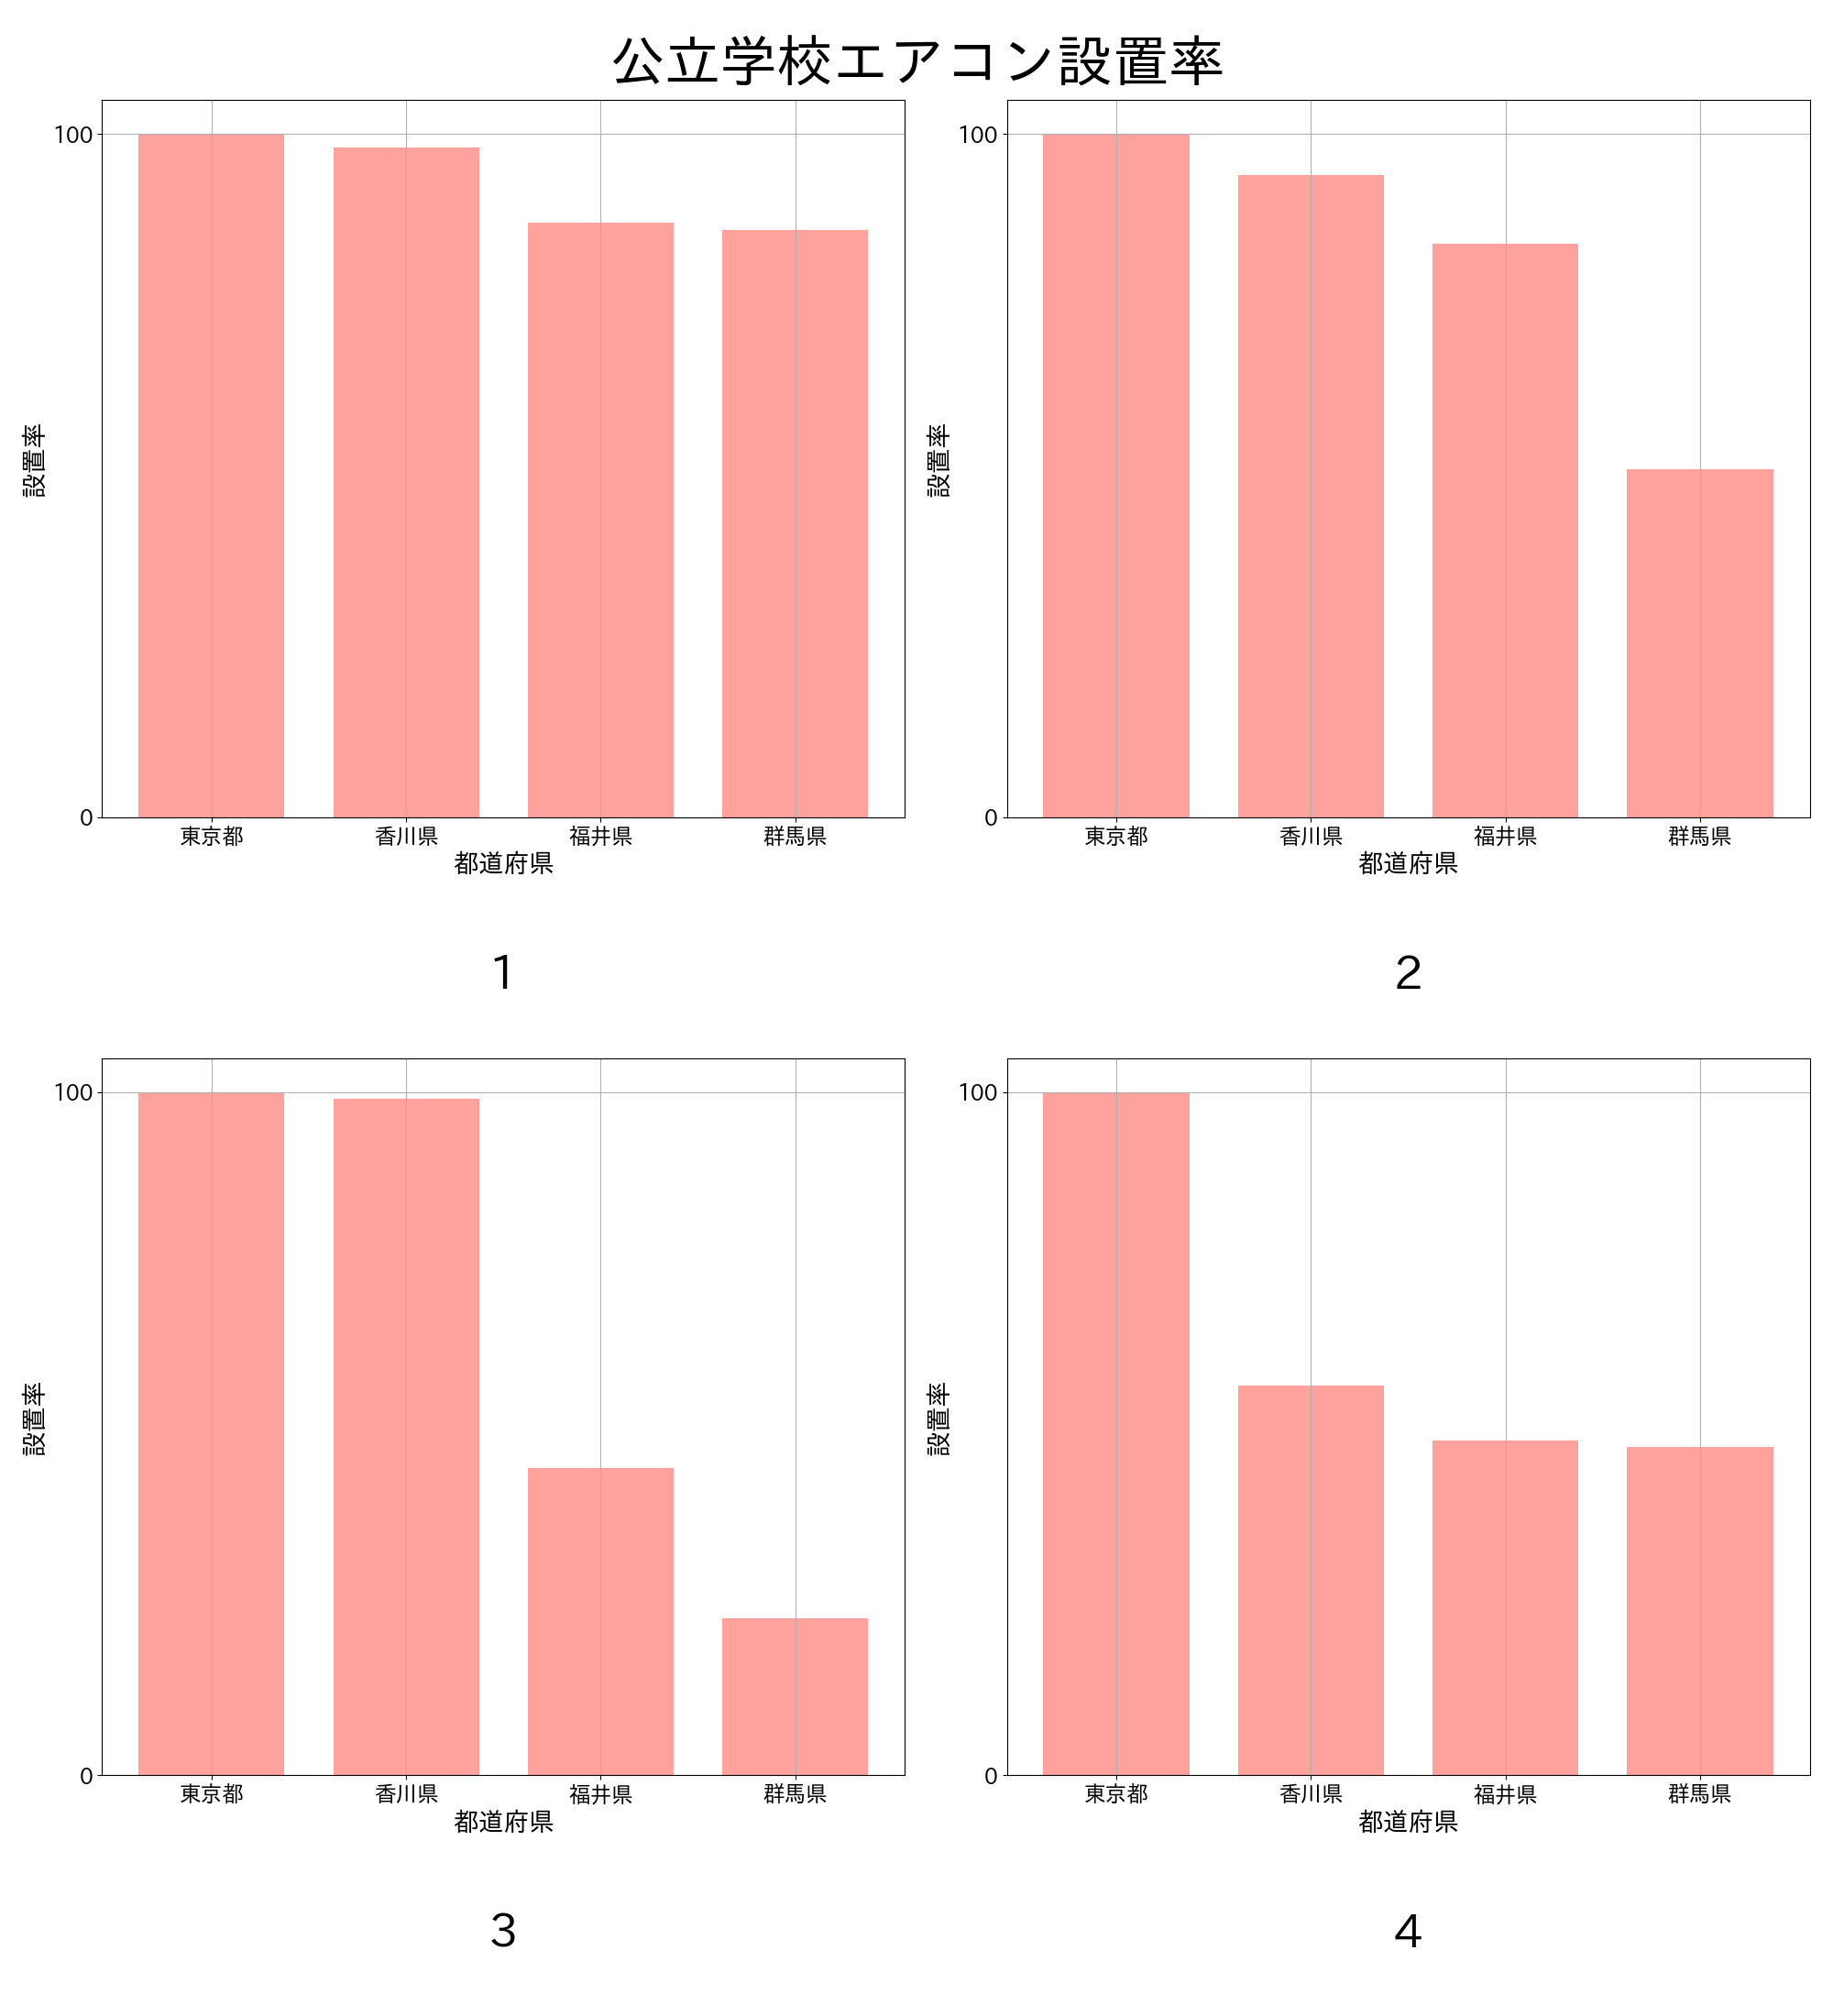 公立学校エアコン設置率
100
0
設置率
東京都 香川県 福井県 群馬県
都道府県
1
100
0
設置率
東京都 香川県 福井県 群馬県
都道府県
2
100
0
設置率
東京都 香川県 福井県 群馬県
都道府県
3
100
0
設置率
東京都 香川県 福井県 群馬県
都道府県
4